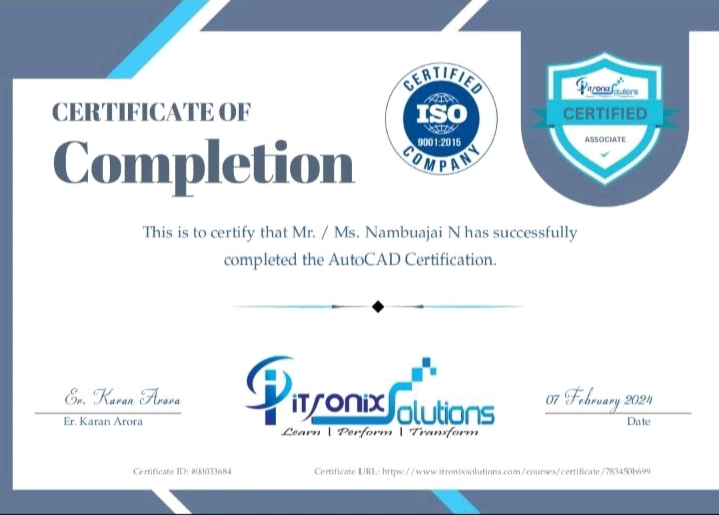 CERTIFICATE OF
Completion
CERTIFIED
ISO
9001:2015
COMPANY
itronix Solutions
CERTIFIED
ASSOCIATE
This is to certify that Mr. / Ms. Nambuajai N has successfully
completed the AutoCAD Certification.
iTronix Solutions
Learn | Perform | Transform
Er. Karan Arora
Er. Karan Arora
07 February 2024
Date
Certificate ID: #00033684
Certificate URL: https://www.itronixsolutions.com/courses/certificate/783450b699